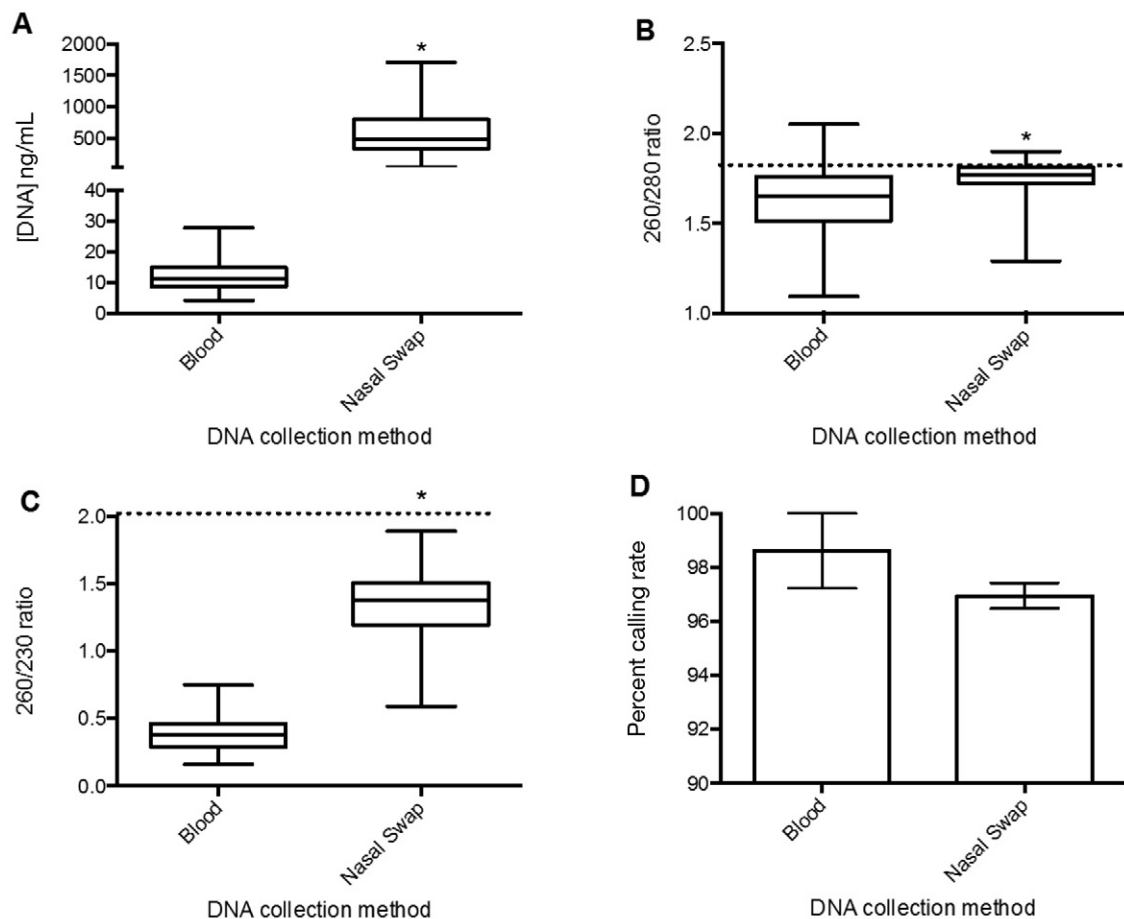 A
[DNA] ng/mL
2000
1500
1000
500
40
30
20
10
0
*
Blood
Nasal Swap
DNA collection method
B
260/280 ratio
2.5
2.0
1.5
1.0
*
Blood
Nasal Swap
DNA collection method
C
260/230 ratio
2.0
1.5
1.0
0.5
0.0
*
Blood
Nasal Swap
DNA collection method
D
Percent calling rate
100
98
96
94
92
90
Blood
Nasal Swap
DNA collection method